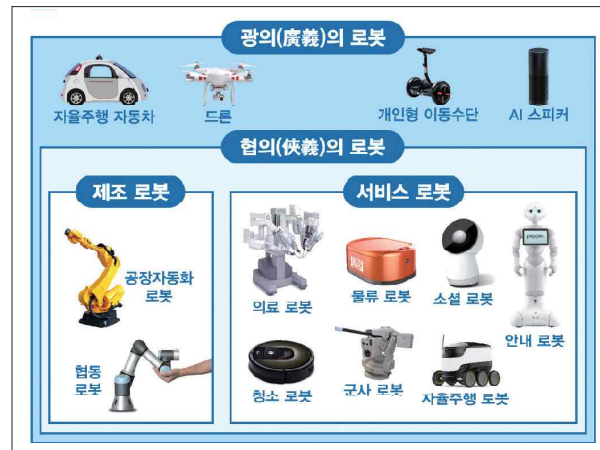 광의(廣義)의 로봇
자율주행 자동차
드론
개인형 이동수단
AI 스피커
협의(俠義)의 로봇
제조 로봇
공장자동화
로봇
협동
로봇
서비스 로봇
의료 로봇
물류 로봇
소셜 로봇
pepper
안내 로봇
청소 로봇
군사 로봇
자율주행 로봇